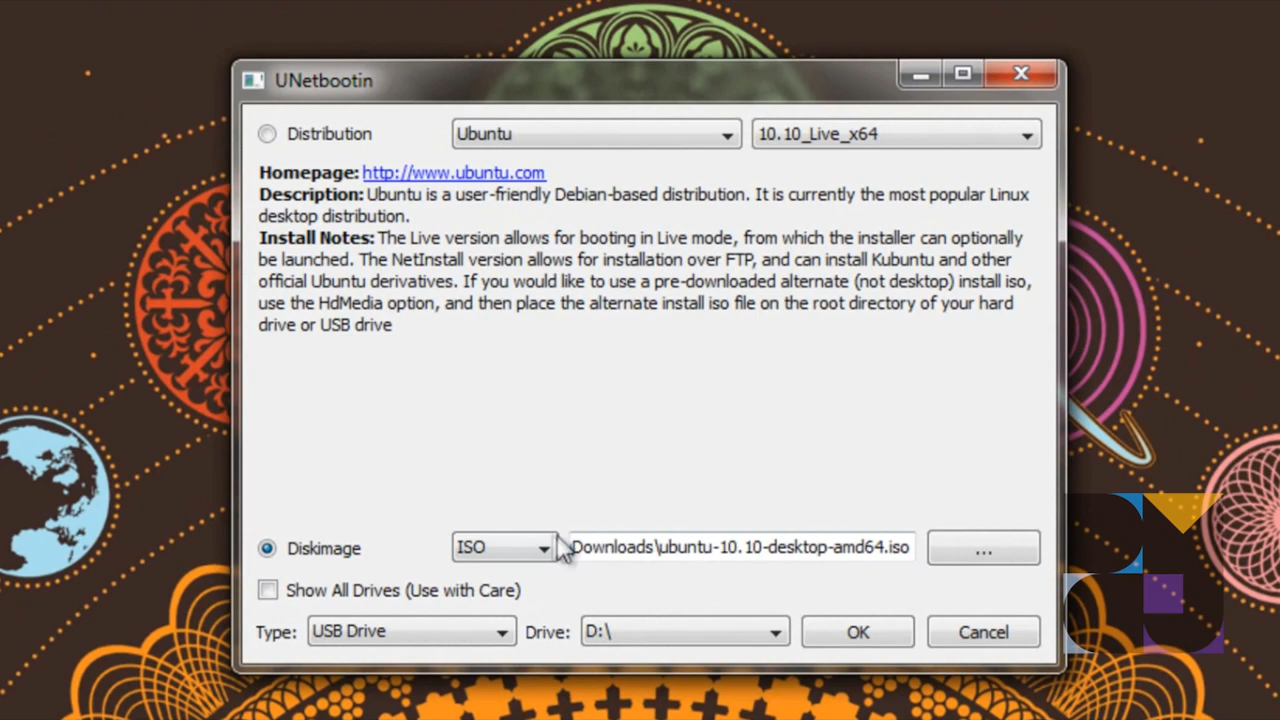 UNetbootin
Distribution Ubuntu 10.10_Live_x64
Homepage: http://www.ubuntu.com
Description: Ubuntu is a user-friendly Debian-based distribution. It is currently the most popular Linux
desktop distribution.
Install Notes: The Live version allows for booting in Live mode, from which the installer can optionally
be launched. The NetInstall version allows for installation over FTP, and can install Kubuntu and other
official Ubuntu derivatives. If you would like to use a pre-downloaded alternate (not desktop) install iso,
use the HdMedia option, and then place the alternate install iso file on the root directory of your hard
drive or USB drive
Diskimage ISO Downloads\ubuntu-10.10-desktop-amd64.iso ...
Show All Drives (Use with Care)
Type: USB Drive Drive: D:\ OK Cancel